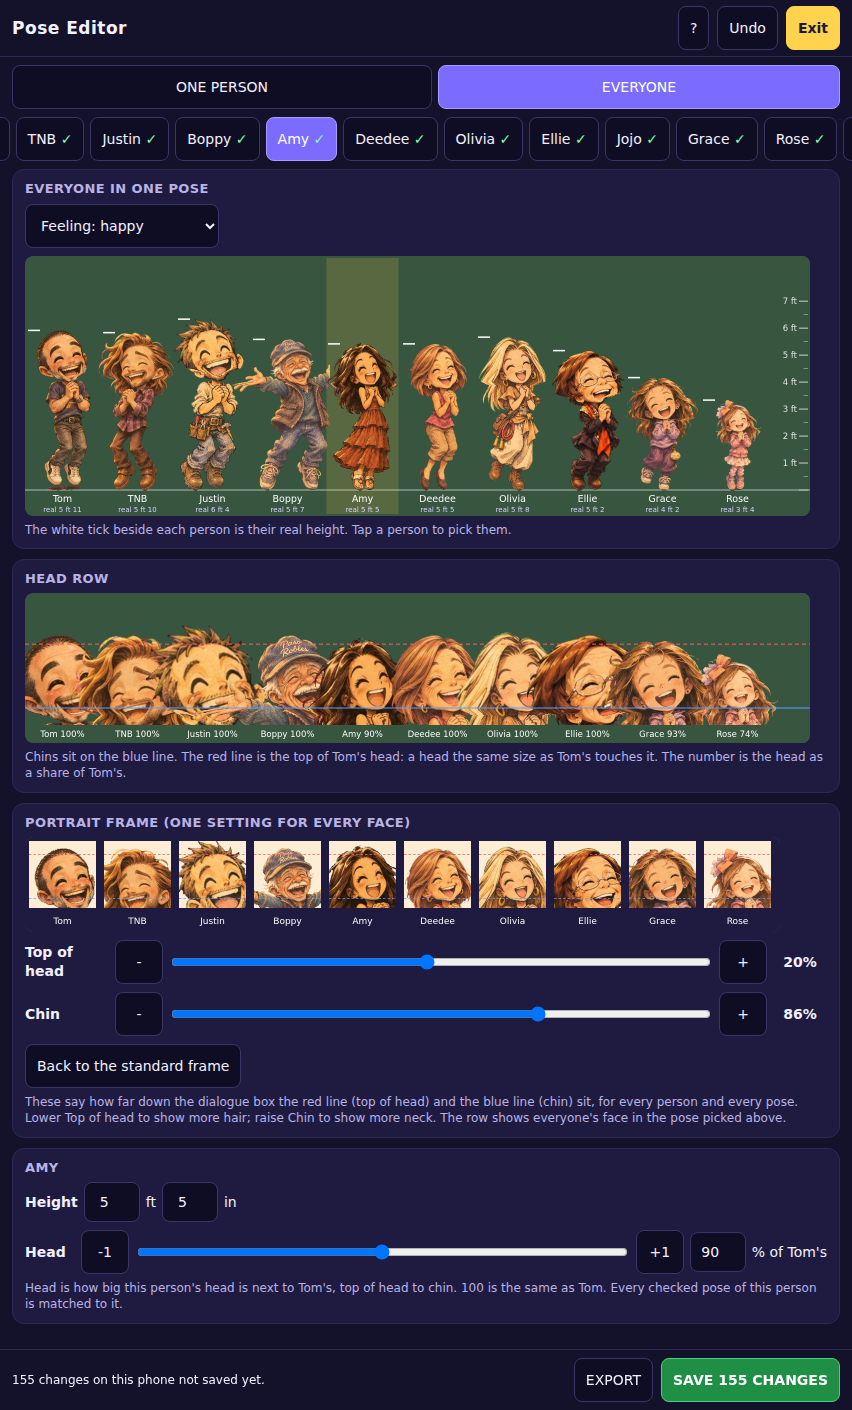 Pose Editor
?
Undo
Exit
ONE PERSON
EVERYONE
TNB ✓
Justin ✓
Boppy ✓
Amy ✓
Deedee ✓
Olivia ✓
Ellie ✓
Jojo ✓
Grace ✓
Rose ✓
EVERYONE IN ONE POSE
Feeling: happy
7 ft
6 ft
5 ft
4 ft
3 ft
2 ft
1 ft
Tom
TNB
Justin
Boppy
Amy
Deedee
Olivia
Ellie
Grace
Rose
real 5 ft 11
real 5 ft 10
real 6 ft 4
real 5 ft 7
real 5 ft 5
real 5 ft 5
real 5 ft 8
real 5 ft 2
real 4 ft 2
real 3 ft 4
The white tick beside each person is their real height. Tap a person to pick them.
HEAD ROW
Paso
Robles
Tom 100%
TNB 100%
Justin 100%
Boppy 100%
Amy 90%
Deedee 100%
Olivia 100%
Ellie 100%
Grace 93%
Rose 74%
Chins sit on the blue line. The red line is the top of Tom's head: a head the same size as Tom's touches it. The number is the head as
a share of Tom's.
PORTRAIT FRAME (ONE SETTING FOR EVERY FACE)
Tom
TNB
Justin
Boppy
Amy
Deedee
Olivia
Ellie
Grace
Rose
Top of
head
-
+
20%
Chin
-
+
86%
Back to the standard frame
These say how far down the dialogue box the red line (top of head) and the blue line (chin) sit, for every person and every pose.
Lower Top of head to show more hair; raise Chin to show more neck. The row shows everyone's face in the pose picked above.
AMY
Height
5
ft
5
in
Head
-1
+1
90
% of Tom's
Head is how big this person's head is next to Tom's, top of head to chin. 100 is the same as Tom. Every checked pose of this person
is matched to it.
155 changes on this phone not saved yet.
EXPORT
SAVE 155 CHANGES